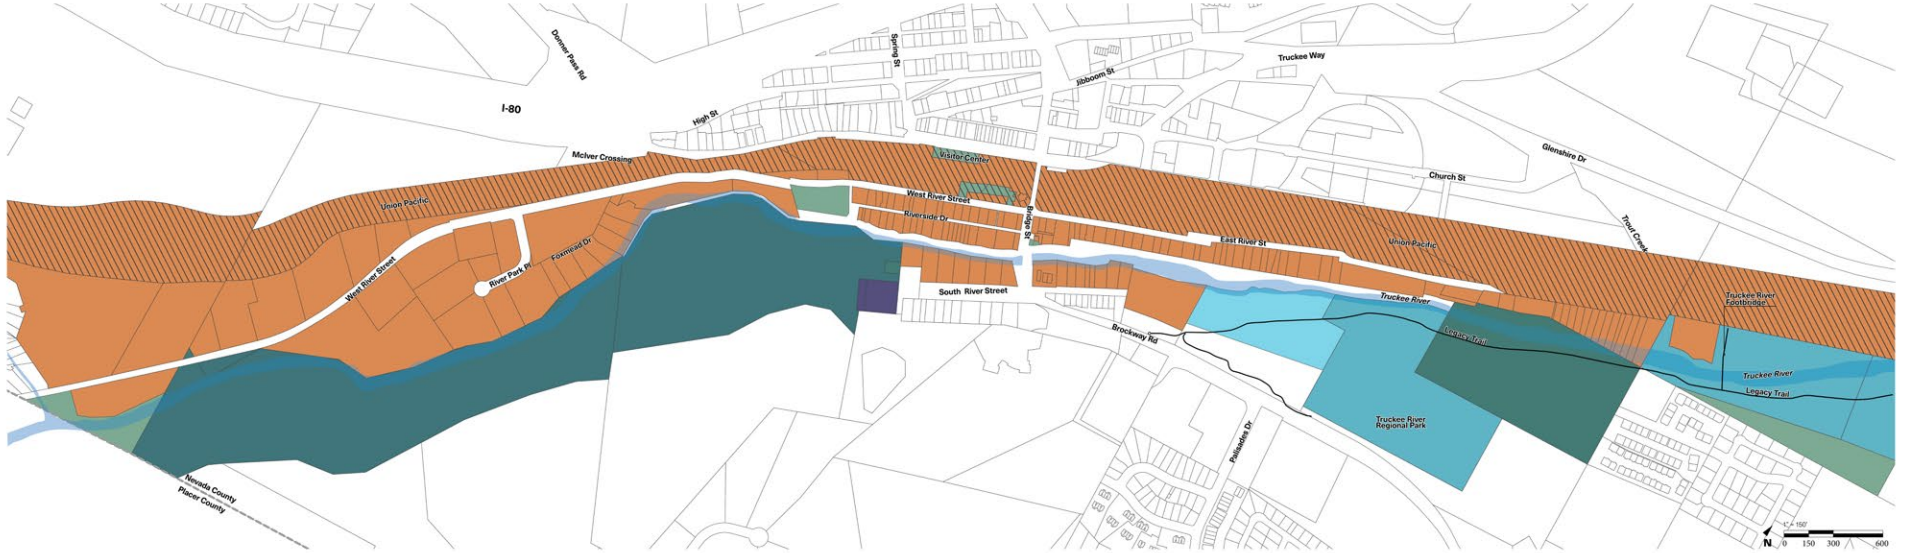 Donner Pass Rd
Spring St
Truckee Way
Jibboom St
I-80
High St
McIver Crossing
Visitor Center
Glenshire Dr
Church St
Union Pacific
West River Street
Riverside Dr
Bridge St
East River St
Union Pacific
Trout Creek
Foxmead Dr
River Park Pl
West River Street
South River Street
Truckee River
Truckee River
Footbridge
Brockway Rd
Legacy Trail
Truckee River
Legacy Trail
Truckee River
Regional Park
Palisades Dr
Nevada County
Placer County
1" = 150'
N
0 150 300 600